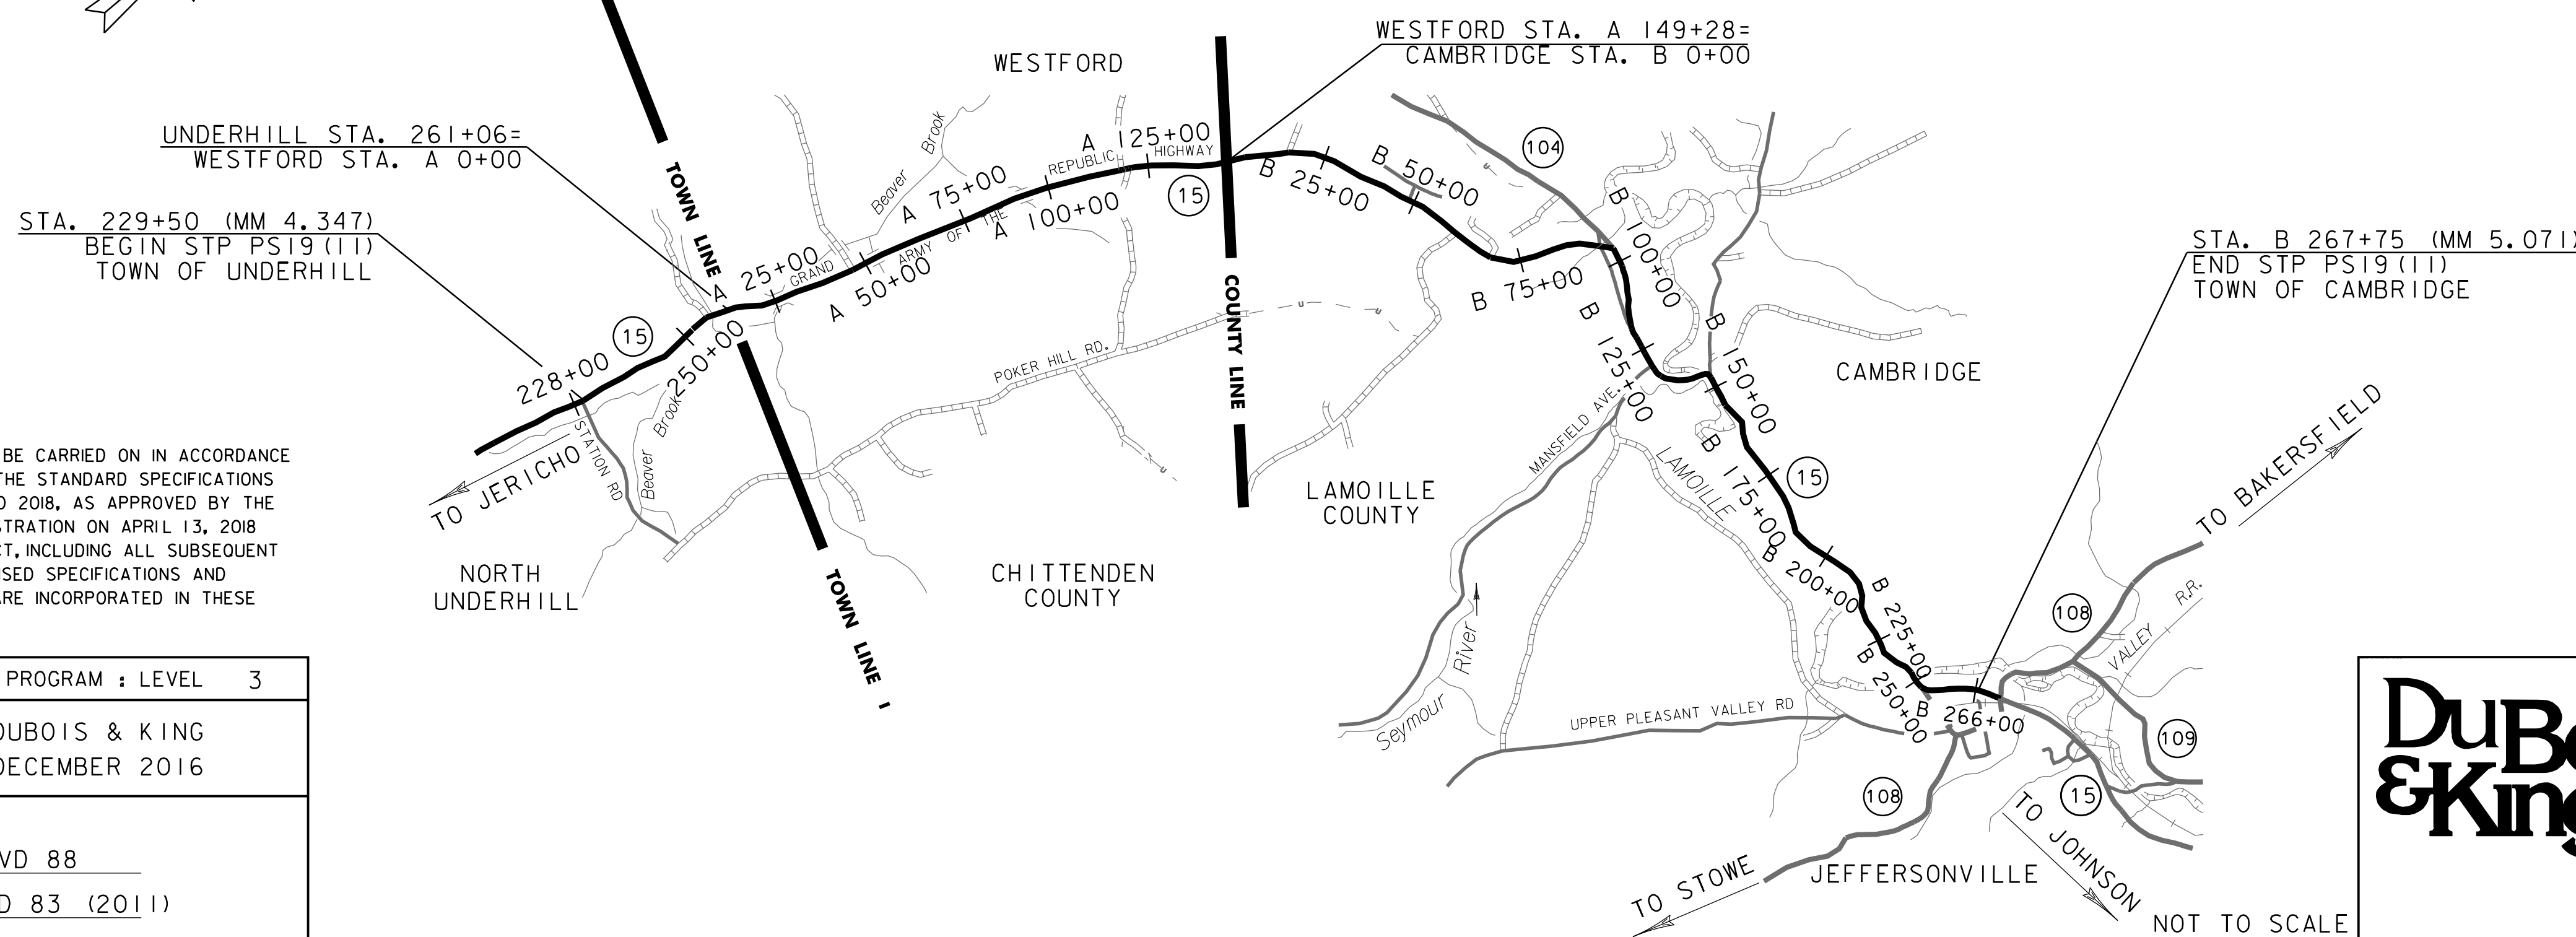 WESTFORD STA. A 149+28=
CAMBRIDGE STA. B 0+00
WESTFORD
UNDERHILL STA. 261+06=
WESTFORD STA. A 0+00
STA. 229+50 (MM 4.347)
BEGIN STP PS19(11)
TOWN OF UNDERHILL
TOWN LINE
COUNTY LINE
TOWN LINE
STA. B 267+75 (MM 5.071)
END STP PS19(11)
TOWN OF CAMBRIDGE
228+00
15
250+00
A
25+00
A 50+00
A 75+00
A 100+00
A 125+00
GRAND ARMY OF THE REPUBLIC HIGHWAY
15
B 25+00
B 50+00
B 75+00
B 100+00
B 125+00
B 150+00
B 175+00
B 200+00
B 225+00
B 250+00
B 266+00
104
15
Beaver Brook
Beaver Brook
STATION RD
POKER HILL RD.
MANSFIELD AVE.
LAMOILLE
CAMBRIDGE
TO JERICHO
NORTH
UNDERHILL
CHITTENDEN
COUNTY
LAMOILLE
COUNTY
Seymour River
UPPER PLEASANT VALLEY RD
TO BAKERSFIELD
108
VALLEY R.R.
109
108
15
TO STOWE
JEFFERSONVILLE
TO JOHNSON
NOT TO SCALE
BE CARRIED ON IN ACCORDANCE
THE STANDARD SPECIFICATIONS
2018, AS APPROVED BY THE
STRATION ON APRIL 13, 2018
CT, INCLUDING ALL SUBSEQUENT
ISED SPECIFICATIONS AND
ARE INCORPORATED IN THESE
PROGRAM : LEVEL 3
DUBOIS & KING
DECEMBER 2016
VD 88
D 83 (2011)
DuBo
&King